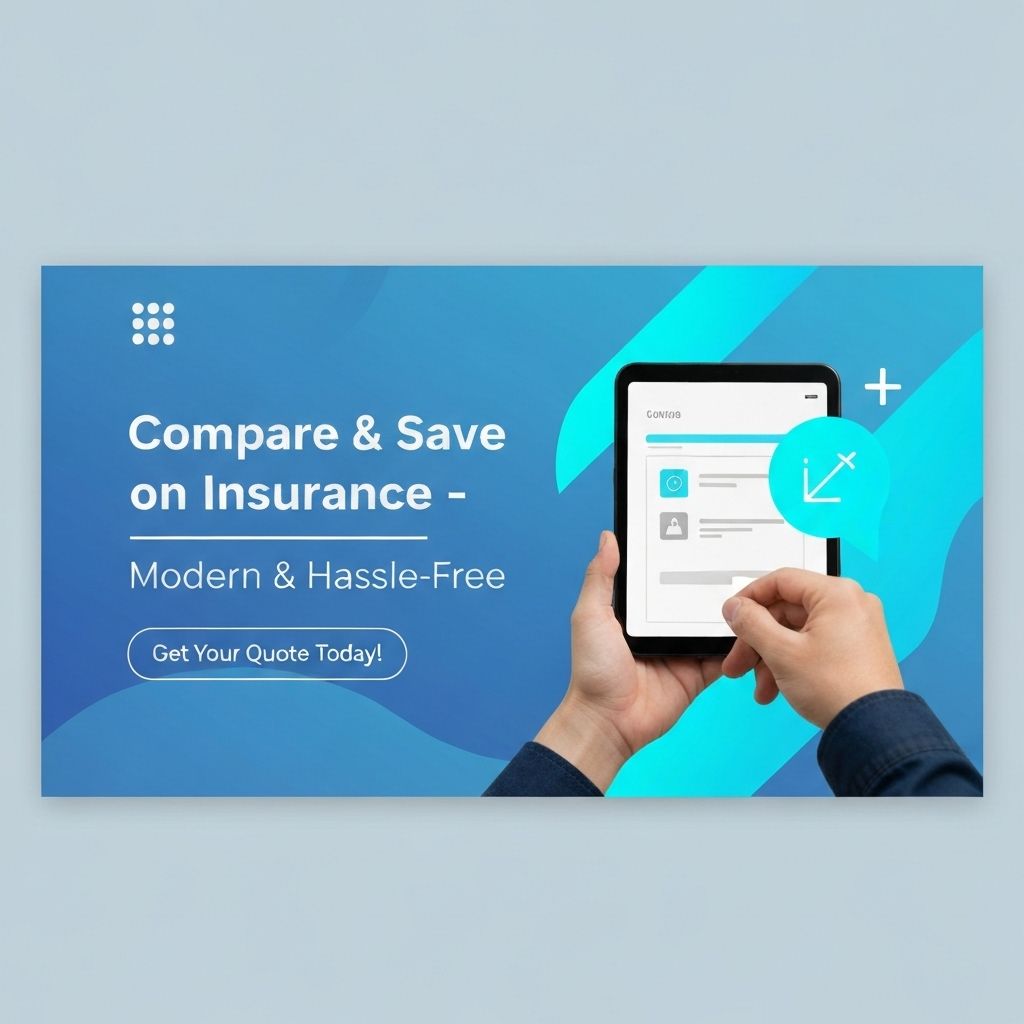 Compare & Save
on Insurance -
Modern & Hassle-Free
Get Your Quote Today!